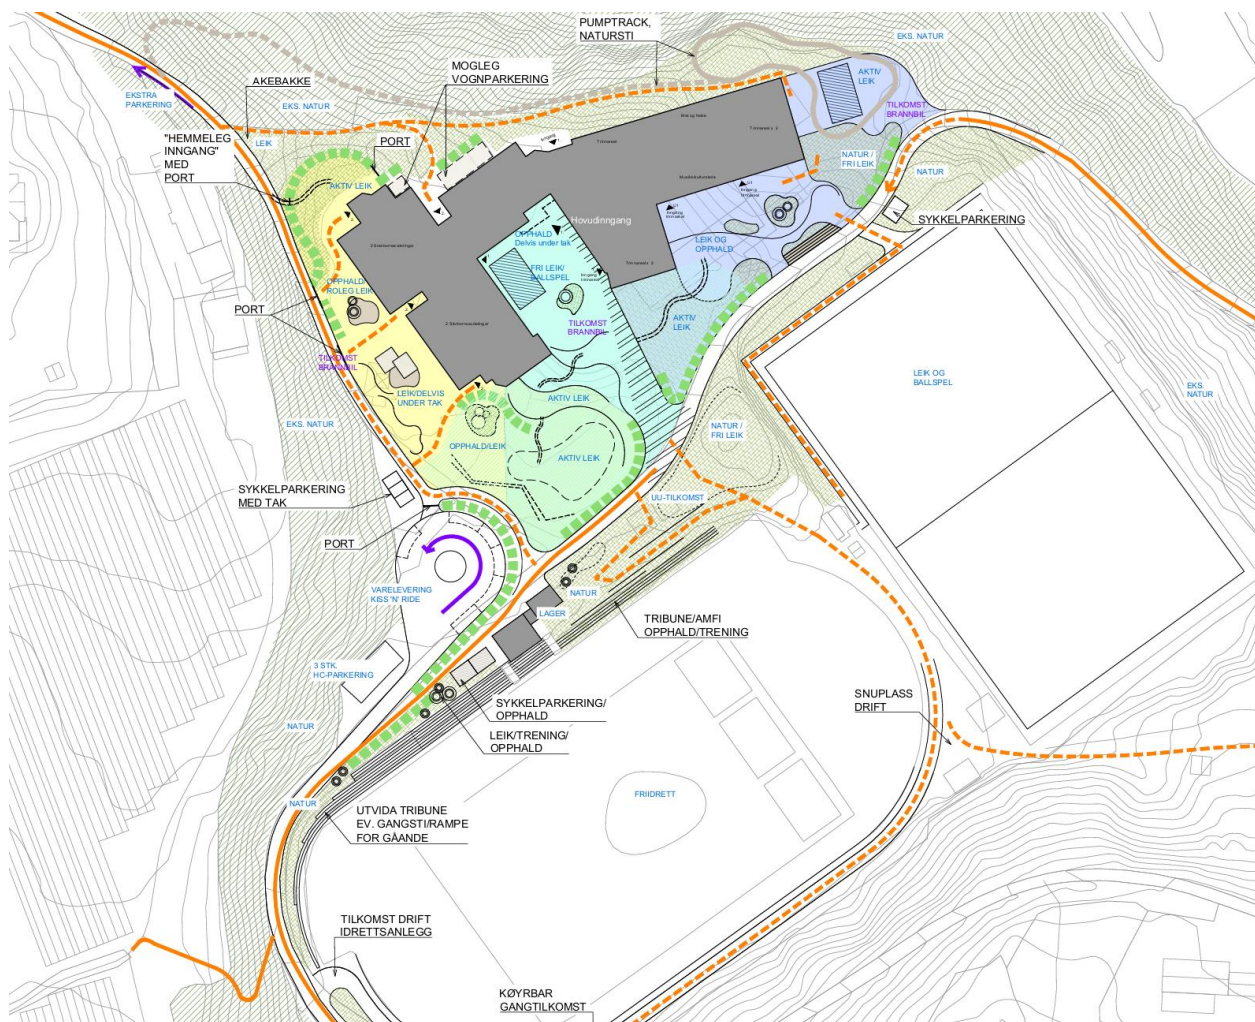 PUMPTRACK,
NATURSTI
EKS. NATUR
MOGLEG
VOGNPARKERING
AKEBAKKE
EKSTRA
PARKERING
EKS. NATUR
AKTIV
LEIK
TILKOMST
BRANNBIL
"HEMMELEG
INNGANG"
MED
PORT
LEIK
PORT
NATUR /
FRI LEIK
NATUR
AKTIV LEIK
SYKKELPARKERING
Hovudinngang
OPPHALD
Delvis under tak
LEIK OG
OPPHALD
FRI LEIK/
BALLSPEL
OPPHALD/
ROLEG LEIK
PORT
AKTIV
LEIK
TILKOMST
BRANNBIL
TILKOMST
BRANNBIL
LEIK OG
BALLSPEL
EKS.
NATUR
LEIK/DELVIS
UNDER TAK
AKTIV LEIK
EKS. NATUR
NATUR /
FRI LEIK
OPPHALD/LEIK
AKTIV LEIK
SYKKELPARKERING
MED TAK
UU-TILKOMST
PORT
VARELEVERING
KISS 'N' RIDE
NATUR
LAGER
TRIBUNE/AMFI
OPPHALD/TRENING
3 STK.
HC-PARKERING
SNUPLASS
DRIFT
SYKKELPARKERING/
OPPHALD
NATUR
LEIK/TRENING/
OPPHALD
FRIIDRETT
NATUR
UTVIDA TRIBUNE
EV. GANGSTI/RAMPE
FOR GÅANDE
TILKOMST DRIFT
IDRETTSANLEGG
KØYRBAR
GANGTILKOMST